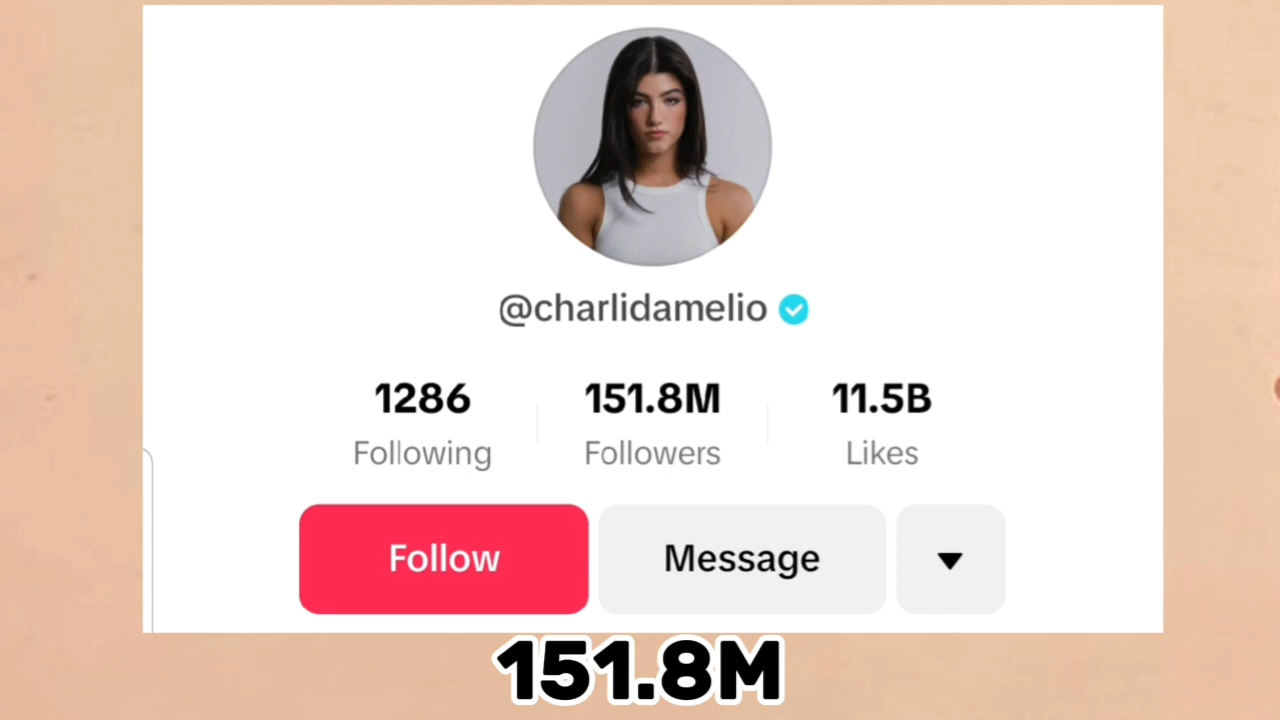 @charlidamelio
1286 151.8M 11.5B
Following Followers Likes
Follow Message
151.8M